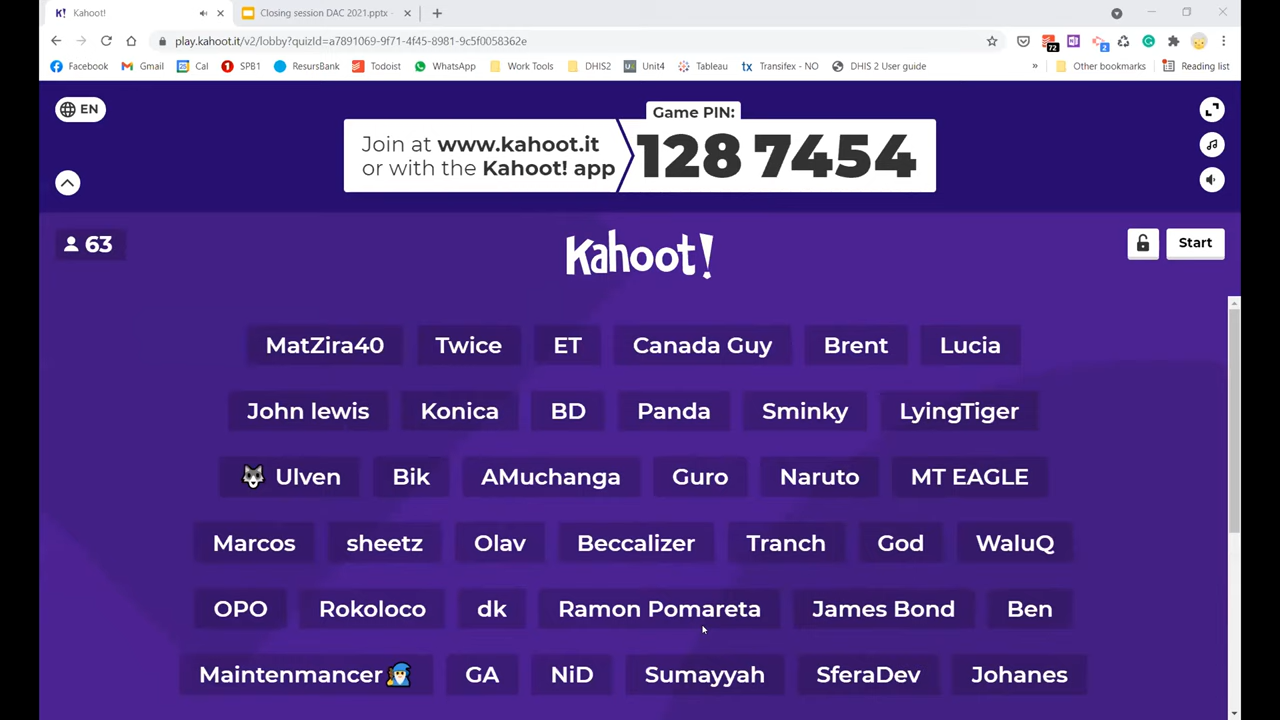 Kahoot!
Closing session DAC 2021.pptx
play.kahoot.it/v2/lobby?quizId=a7891069-9f71-4f45-8981-9c5f0058362e
72
2
Facebook Gmail Cal SPB1 ResursBank Todoist WhatsApp Work Tools DHIS2 Unit4 Tableau Transifex - NO DHIS 2 User guide » Other bookmarks Reading list
EN
Game PIN:
Join at www.kahoot.it
or with the Kahoot! app
128 7454
63
Kahoot!
Start
MatZira40 Twice ET Canada Guy Brent Lucia
John lewis Konica BD Panda Sminky LyingTiger
Ulven Bik AMuchanga Guro Naruto MT EAGLE
Marcos sheetz Olav Beccalizer Tranch God WaluQ
OPO Rokoloco dk Ramon Pomareta James Bond Ben
Maintenmancer GA NiD Sumayyah SferaDev Johanes